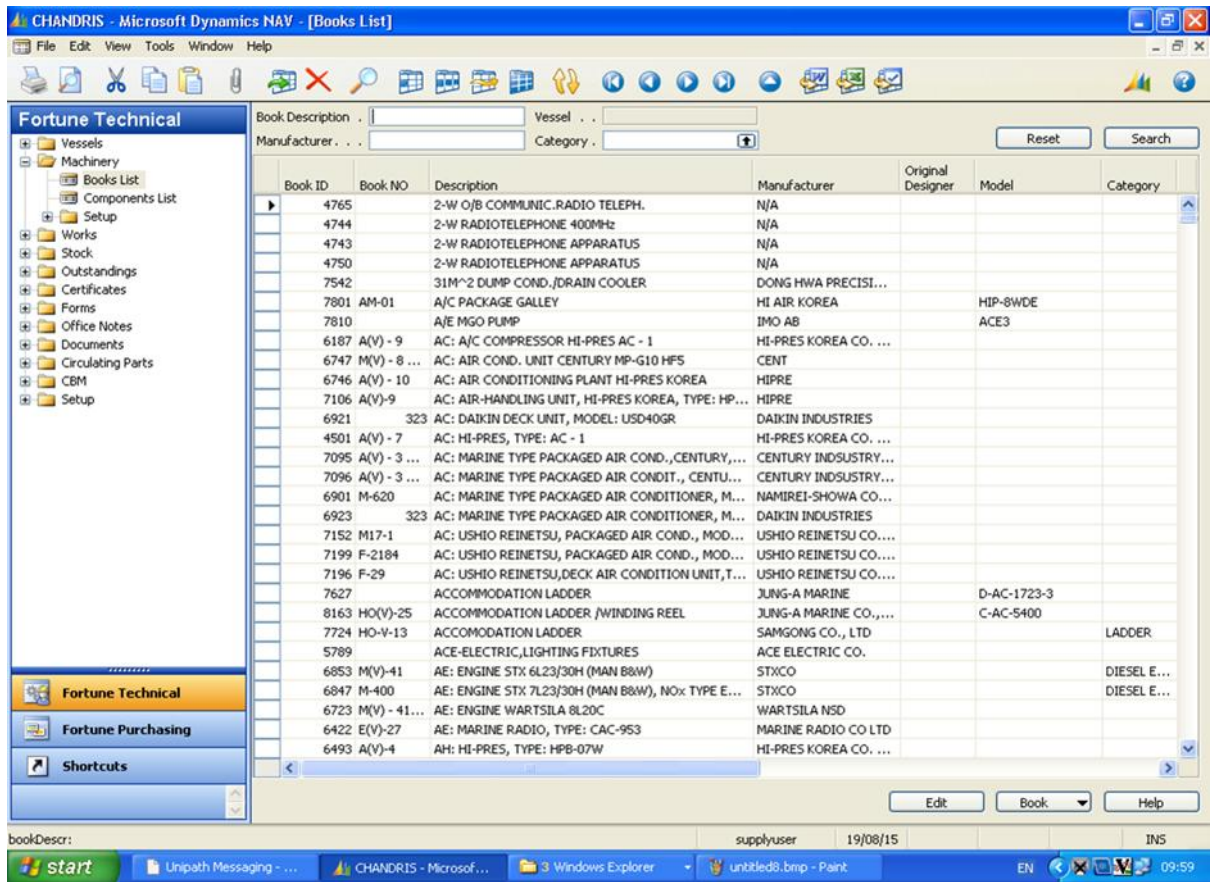 CHANDRIS - Microsoft Dynamics NAV - [Books List]
File Edit View Tools Window Help
Fortune Technical
Vessels
Machinery
Books List
Components List
Setup
Works
Stock
Outstandings
Certificates
Forms
Office Notes
Documents
Circulating Parts
CBM
Setup
Fortune Technical
Fortune Purchasing
Shortcuts
Book Description . Vessel . .
Manufacturer. . . Category . Reset Search
Book ID Book NO Description Manufacturer Original Designer Model Category
4765 2-W O/B COMMUNIC.RADIO TELEPH. N/A
4744 2-W RADIOTELEPHONE 400MHz N/A
4743 2-W RADIOTELEPHONE APPARATUS N/A
4750 2-W RADIOTELEPHONE APPARATUS N/A
7542 31M^2 DUMP COND./DRAIN COOLER DONG HWA PRECISI...
7801 AM-01 A/C PACKAGE GALLEY HI AIR KOREA HIP-8WDE
7810 A/E MGO PUMP IMO AB ACE3
6187 A(V) - 9 AC: A/C COMPRESSOR HI-PRES AC - 1 HI-PRES KOREA CO. ...
6747 M(V) - 8 ... AC: AIR COND. UNIT CENTURY MP-G10 HFS CENT
6746 A(V) - 10 AC: AIR CONDITIONING PLANT HI-PRES KOREA HIPRE
7106 A(V)-9 AC: AIR-HANDLING UNIT, HI-PRES KOREA, TYPE: HP... HIPRE
6921 323 AC: DAIKIN DECK UNIT, MODEL: USD40GR DAIKIN INDUSTRIES
4501 A(V) - 7 AC: HI-PRES, TYPE: AC - 1 HI-PRES KOREA CO. ...
7095 A(V) - 3 ... AC: MARINE TYPE PACKAGED AIR COND.,CENTURY,... CENTURY INDSUSTRY...
7096 A(V) - 3 ... AC: MARINE TYPE PACKAGED AIR CONDIT., CENTU... CENTURY INDSUSTRY...
6901 M-620 AC: MARINE TYPE PACKAGED AIR CONDITIONER, M... NAMIREI-SHOWA CO...
6923 323 AC: MARINE TYPE PACKAGED AIR CONDITIONER, M... DAIKIN INDUSTRIES
7152 M17-1 AC: USHIO REINETSU, PACKAGED AIR COND., MOD... USHIO REINETSU CO....
7199 F-2184 AC: USHIO REINETSU, PACKAGED AIR COND., MOD... USHIO REINETSU CO....
7196 F-29 AC: USHIO REINETSU,DECK AIR CONDITION UNIT,T... USHIO REINETSU CO....
7627 ACCOMMODATION LADDER JUNG-A MARINE D-AC-1723-3
8163 HO(V)-25 ACCOMMODATION LADDER /WINDING REEL JUNG-A MARINE CO.,... C-AC-5400
7724 HO-V-13 ACCOMODATION LADDER SAMGONG CO., LTD LADDER
5789 ACE-ELECTRIC,LIGHTING FIXTURES ACE ELECTRIC CO.
6853 M(V)-41 AE: ENGINE STX 6L23/30H (MAN B&W) STXCO DIESEL E...
6847 M-400 AE: ENGINE STX 7L23/30H (MAN B&W), NOx TYPE E... STXCO DIESEL E...
6723 M(V) - 41... AE: ENGINE WARTSILA 8L20C WARTSILA NSD
6422 E(V)-27 AE: MARINE RADIO, TYPE: CAC-953 MARINE RADIO CO LTD
6493 A(V)-4 AH: HI-PRES, TYPE: HPB-07W HI-PRES KOREA CO. ...
Edit Book Help
bookDescr: supplyuser 19/08/15 INS
start Unipath Messaging - ... CHANDRIS - Microsof... 3 Windows Explorer untitled8.bmp - Paint EN 09:59